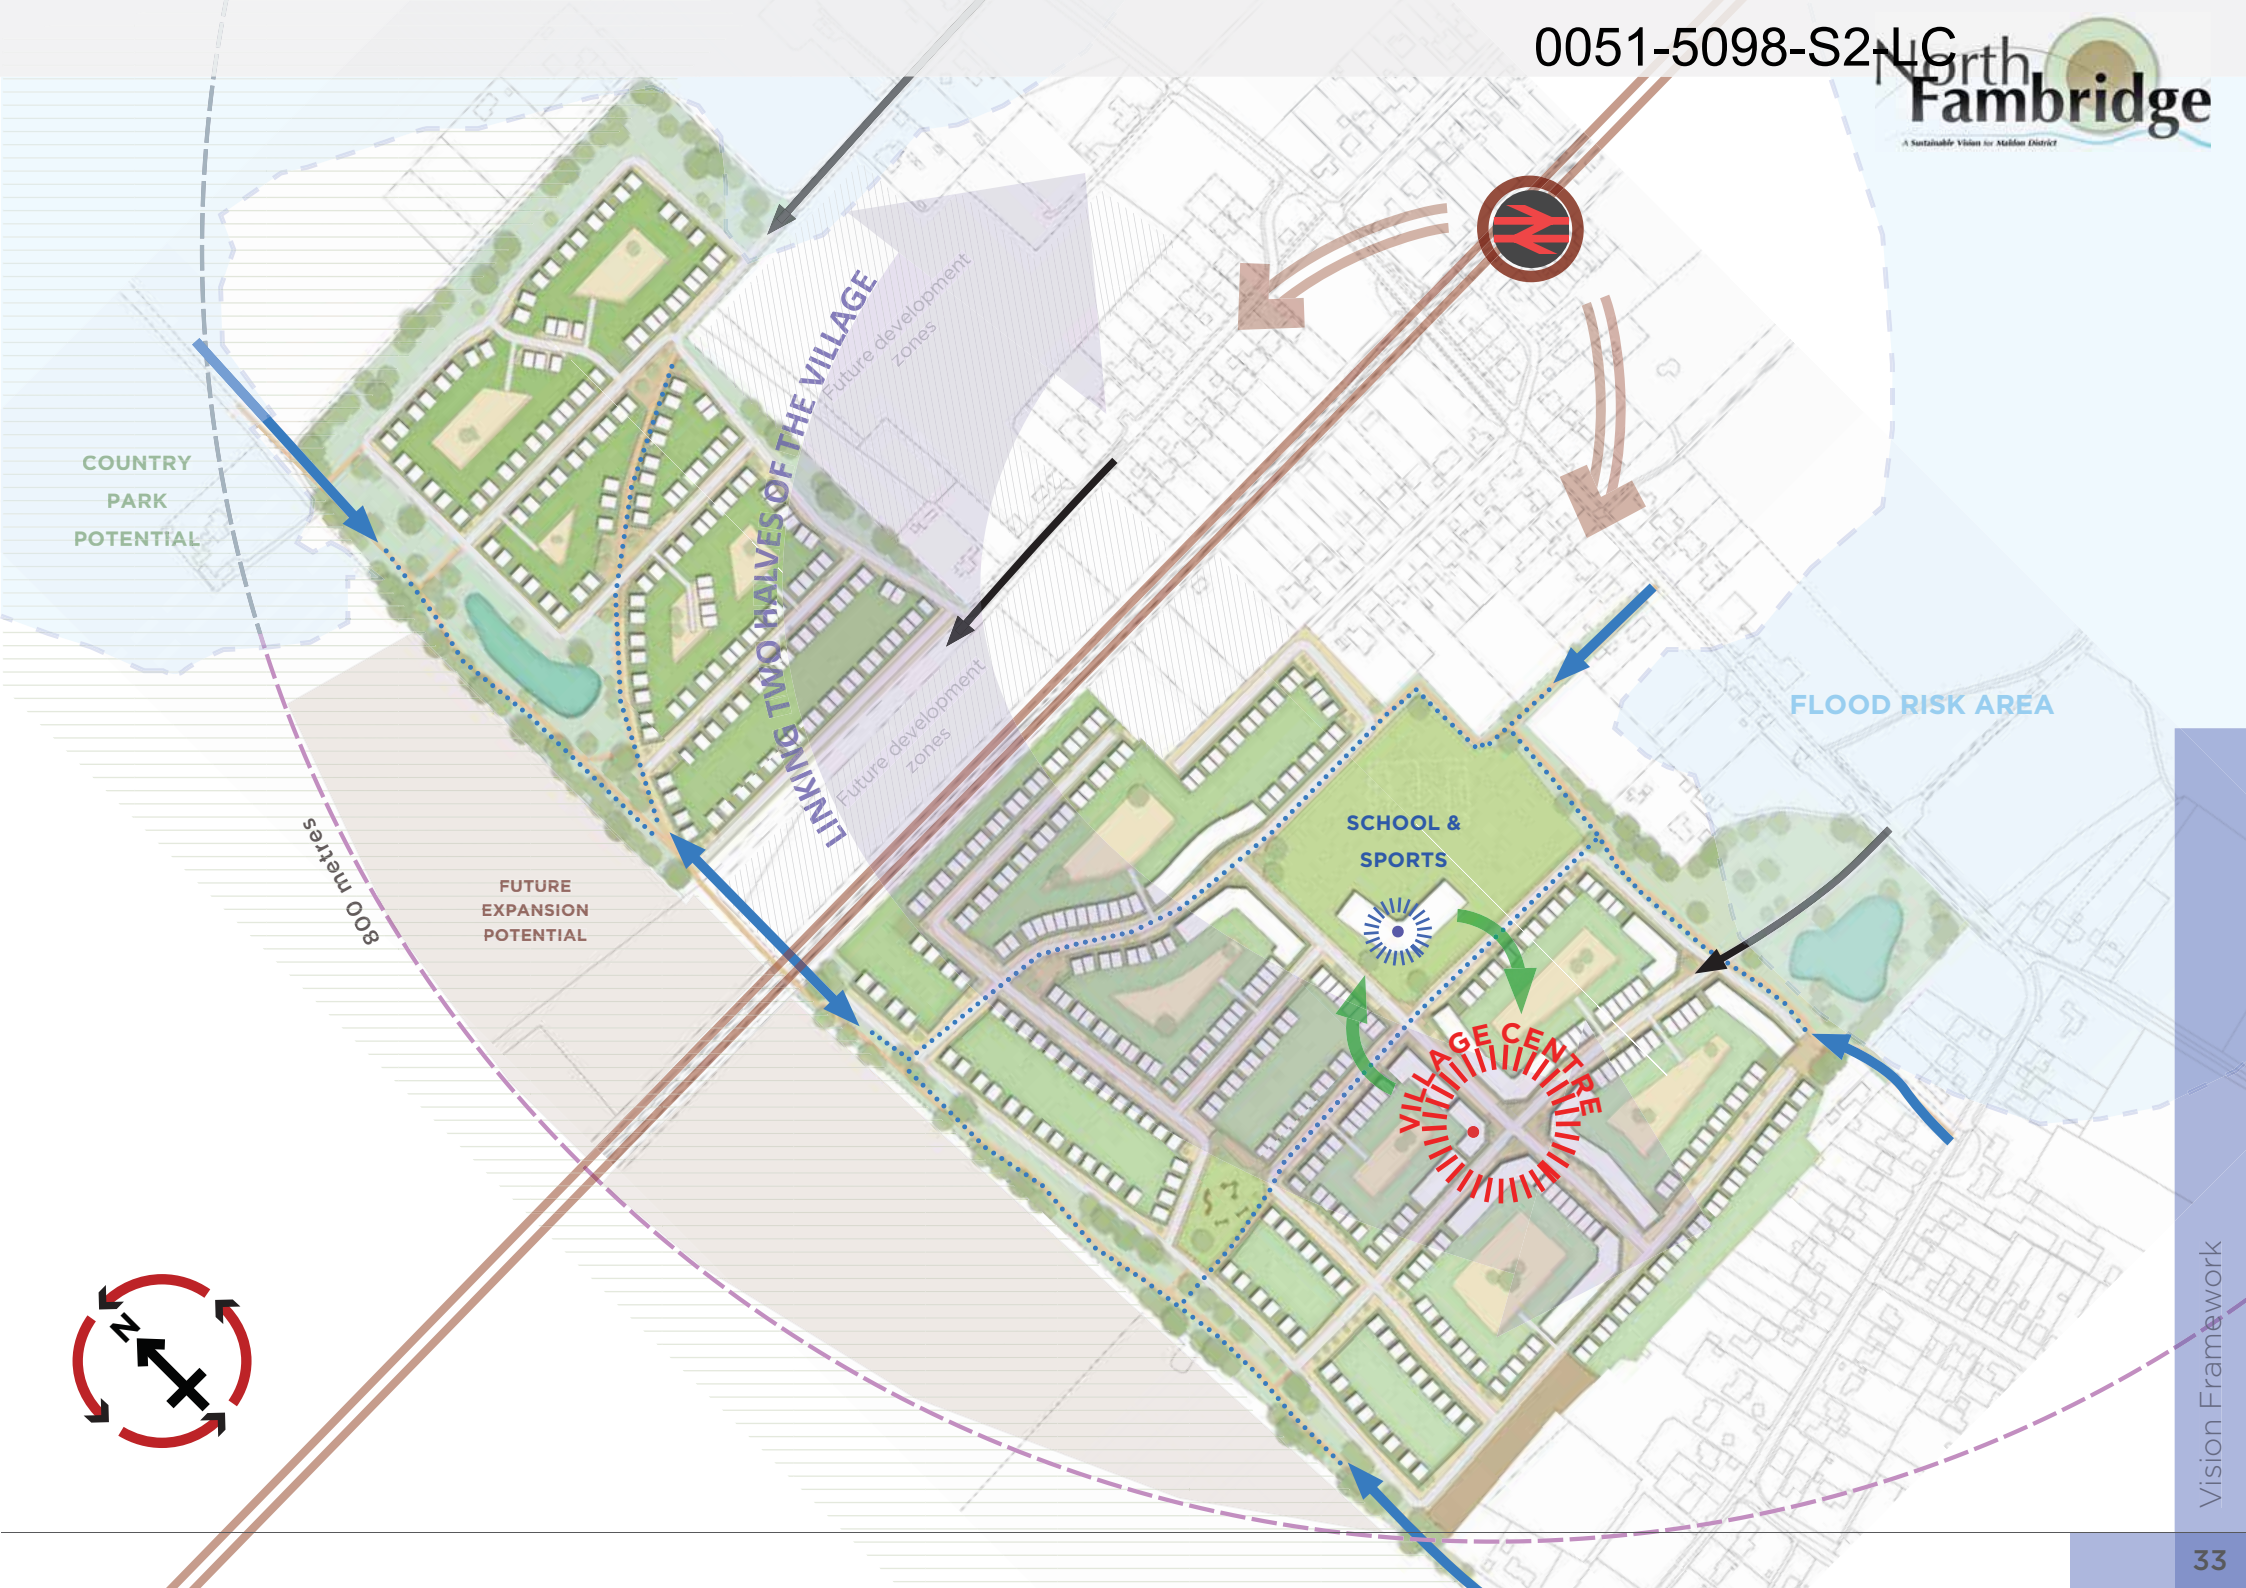 0051-5098-S2-LC
North
Fambridge
A Sustainable Vision for Maldon District
LINKING TWO HALVES OF THE VILLAGE
Future development
zones
COUNTRY
PARK
POTENTIAL
Future development
zones
FLOOD RISK AREA
SCHOOL &
SPORTS
800 metres
FUTURE
EXPANSION
POTENTIAL
VILLAGE CENTRE
N
Vision Framework
33